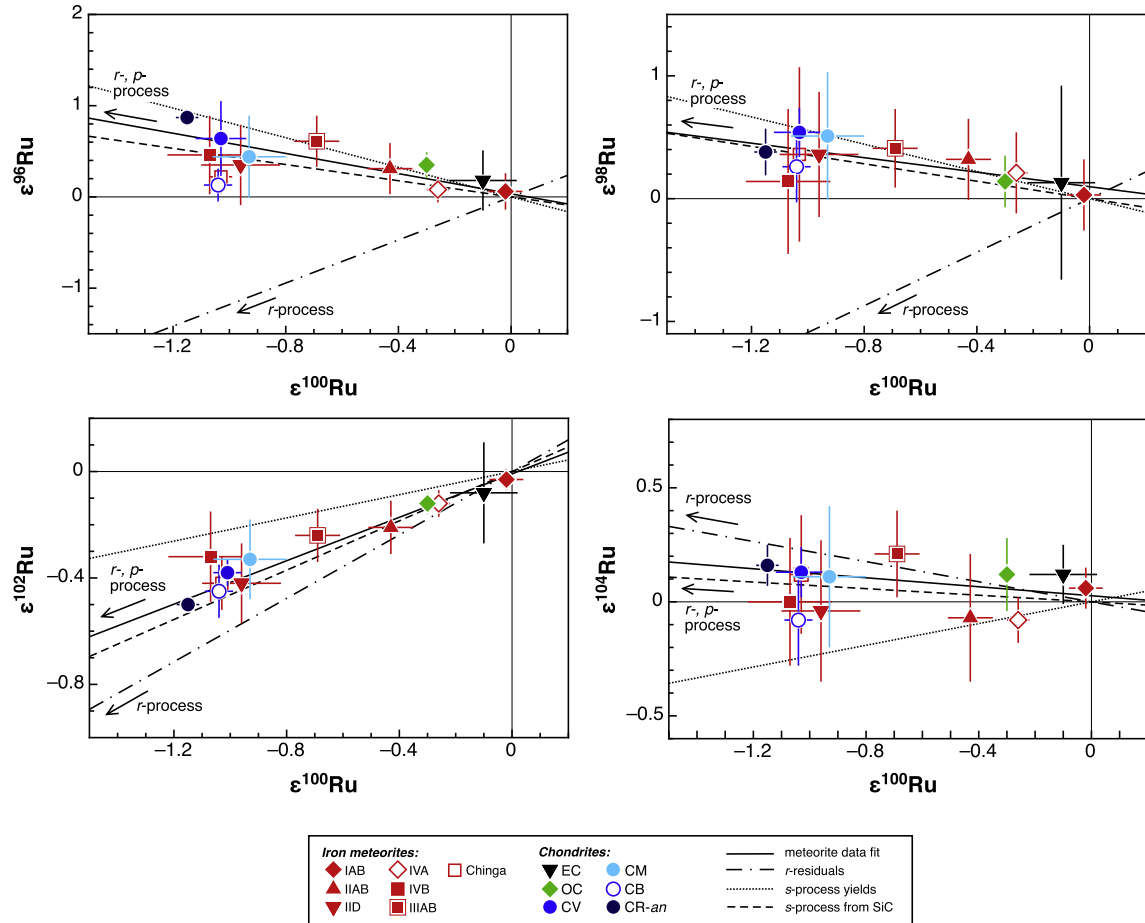 2
1
0
−1
ε96Ru
r-, p-
process
r-process
−1.2
−0.8
−0.4
0
ε100Ru
1
0
−1
ε98Ru
r-, p-
process
r-process
−1.2
−0.8
−0.4
0
ε100Ru
0
−0.4
−0.8
ε102Ru
r-, p-
process
r-process
−1.2
−0.8
−0.4
0
ε100Ru
0.5
0
−0.5
ε104Ru
r-process
r-, p-
process
−1.2
−0.8
−0.4
0
ε100Ru
Iron meteorites:
IAB IVA Chinga
IIAB IVB
IID IIIAB
Chondrites:
EC CM
OC CB
CV CR-an
meteorite data fit
r-residuals
s-process yields
s-process from SiC